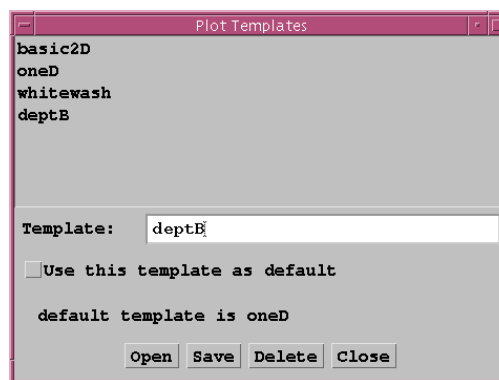 Plot Templates
basic2D
oneD
whitewash
deptB
Template: deptB
Use this template as default
default template is oneD
Open Save Delete Close